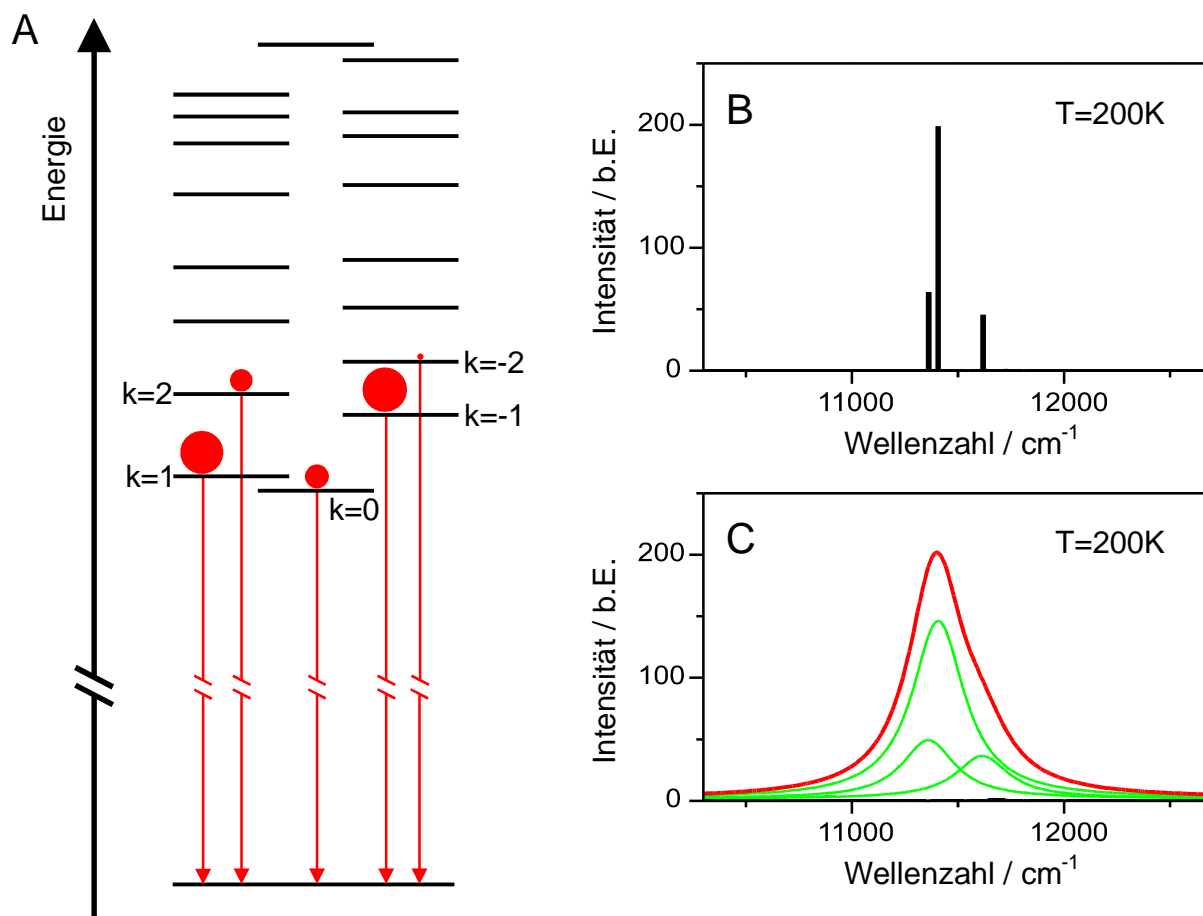 A
Energie
k=2
k=1
k=0
k=-2
k=-1
B
T=200K
Intensität / b.E.
200
100
0
11000
12000
Wellenzahl / cm⁻¹
C
T=200K
Intensität / b.E.
200
100
0
11000
12000
Wellenzahl / cm⁻¹